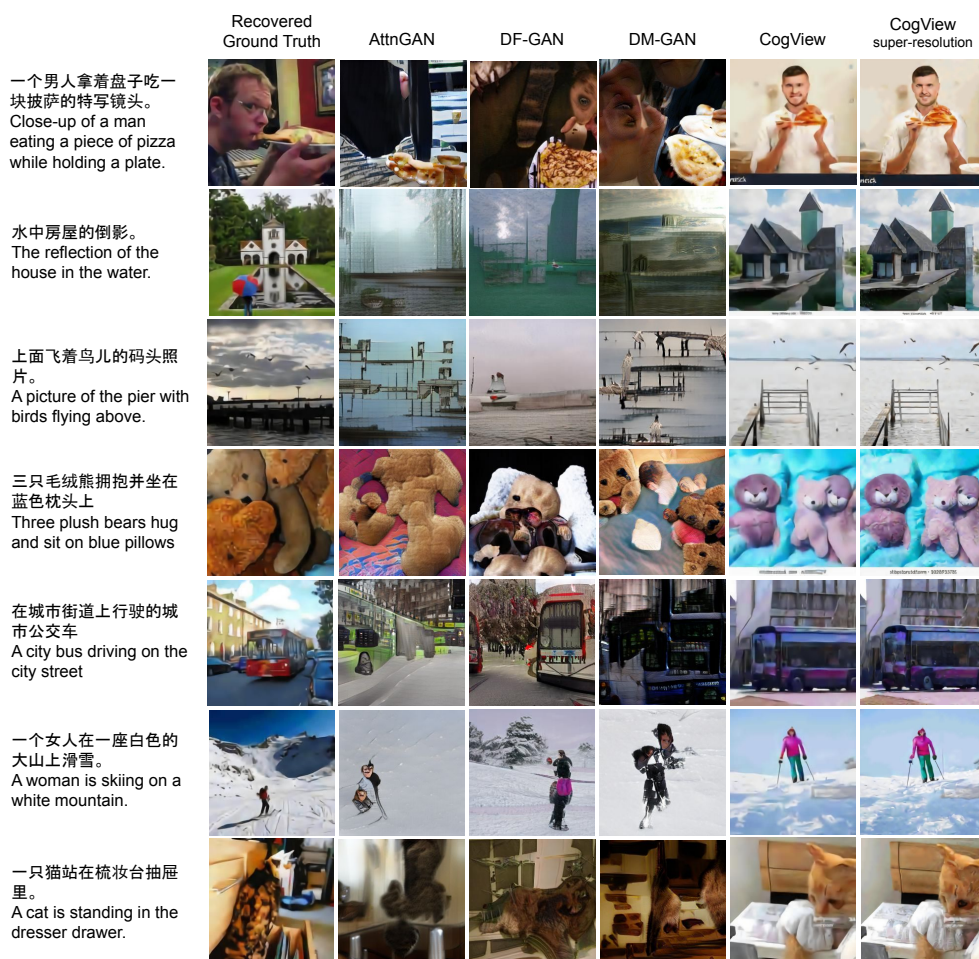 Recovered
Ground Truth
AttnGAN
DF-GAN
DM-GAN
CogView
CogView
super-resolution
一个男人拿着盘子吃一
块披萨的特写镜头。
Close-up of a man
eating a piece of pizza
while holding a plate.
水中房屋的倒影。
The reflection of the
house in the water.
上面飞着鸟儿的码头照
片。
A picture of the pier with
birds flying above.
三只毛绒熊拥抱并坐在
蓝色枕头上
Three plush bears hug
and sit on blue pillows
在城市街道上行驶的城
市公交车
A city bus driving on the
city street
一个女人在一座白色的
大山上滑雪。
A woman is skiing on a
white mountain.
一只猫站在梳妆台抽屉
里。
A cat is standing in the
dresser drawer.